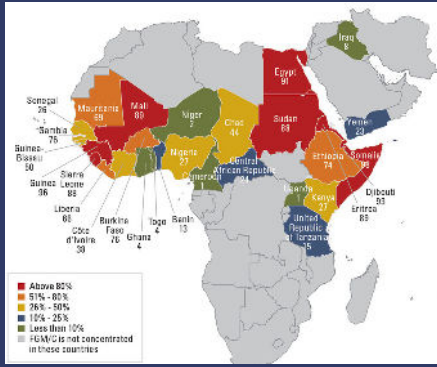 Iraq
8
Egypt
91
Mauritania
69
Mali
89
Niger
2
Chad
44
Sudan
88
Yemen
23
Senegal
26
Gambia
76
Guinea-
Bissau
50
Guinea
96
Sierra
Leone
88
Liberia
66
Côte
d'Ivoire
38
Burkina
Faso
76
Ghana
4
Togo
4
Benin
13
Nigeria
27
Cameroon
1
Central
African Republic
24
Ethiopia
74
Somalia
Djibouti
93
Eritrea
89
Uganda
1
Kenya
27
United
Republic
of Tanzania
15
Above 80%
51% - 80%
26% - 50%
10% - 25%
Less than 10%
FGM/C is not concentrated
in these countries